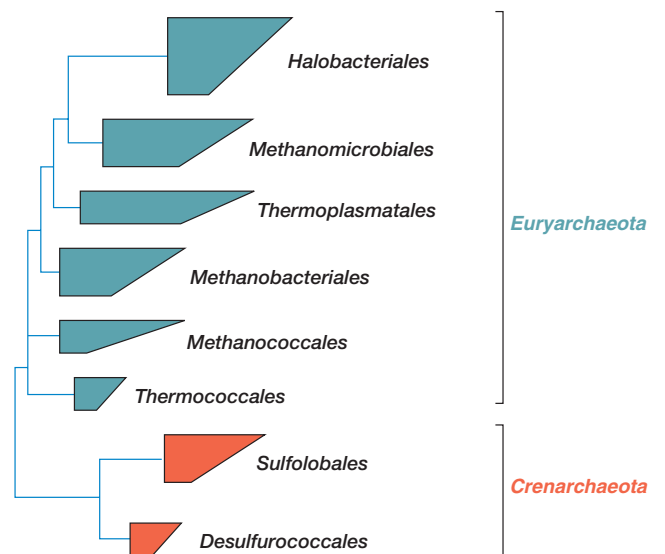 Halobacteriales
Methanomicrobiales
Thermoplasmatales
Euryarchaeota
Methanobacteriales
Methanococcales
Thermococcales
Sulfolobales
Crenarchaeota
Desulfurococcales